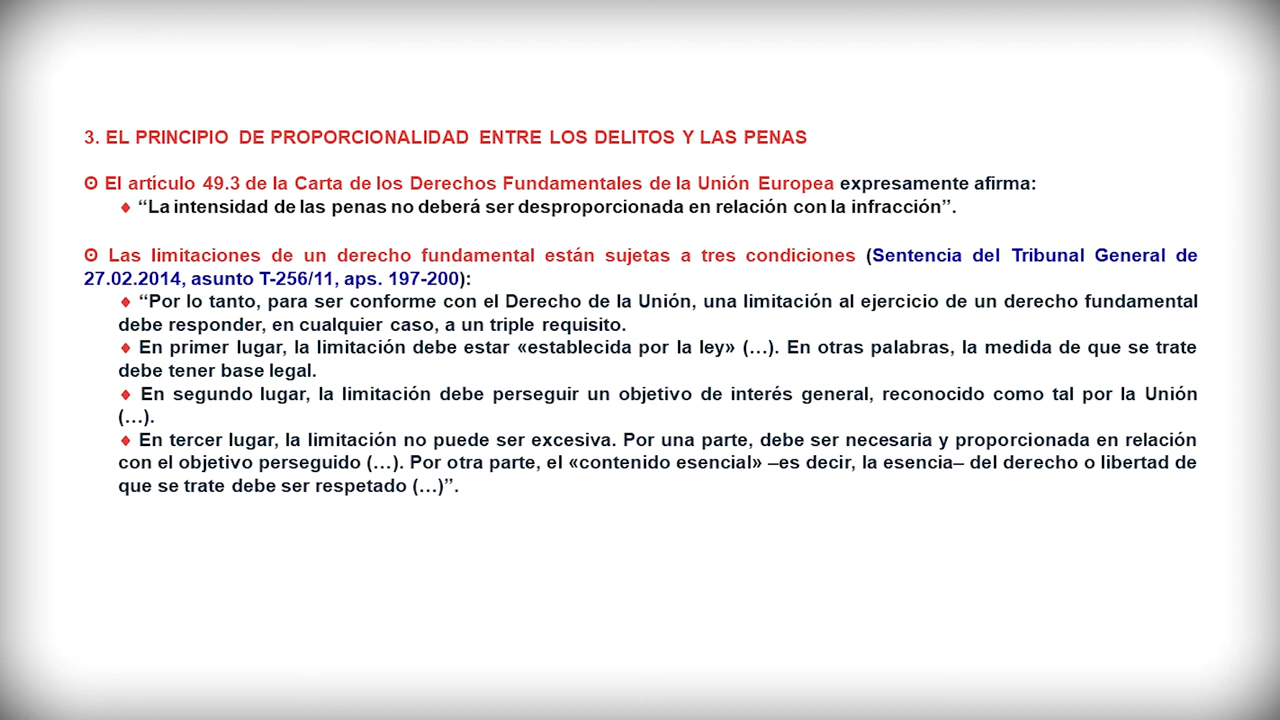 3. EL PRINCIPIO DE PROPORCIONALIDAD ENTRE LOS DELITOS Y LAS PENAS
ʘ El artículo 49.3 de la Carta de los Derechos Fundamentales de la Unión Europea expresamente afirma:
♦ “La intensidad de las penas no deberá ser desproporcionada en relación con la infracción”.
ʘ Las limitaciones de un derecho fundamental están sujetas a tres condiciones (Sentencia del Tribunal General de
27.02.2014, asunto T-256/11, aps. 197-200):
♦ “Por lo tanto, para ser conforme con el Derecho de la Unión, una limitación al ejercicio de un derecho fundamental
debe responder, en cualquier caso, a un triple requisito.
♦ En primer lugar, la limitación debe estar «establecida por la ley» (…). En otras palabras, la medida de que se trate
debe tener base legal.
♦ En segundo lugar, la limitación debe perseguir un objetivo de interés general, reconocido como tal por la Unión
(…).
♦ En tercer lugar, la limitación no puede ser excesiva. Por una parte, debe ser necesaria y proporcionada en relación
con el objetivo perseguido (…). Por otra parte, el «contenido esencial» –es decir, la esencia– del derecho o libertad de
que se trate debe ser respetado (…)”.